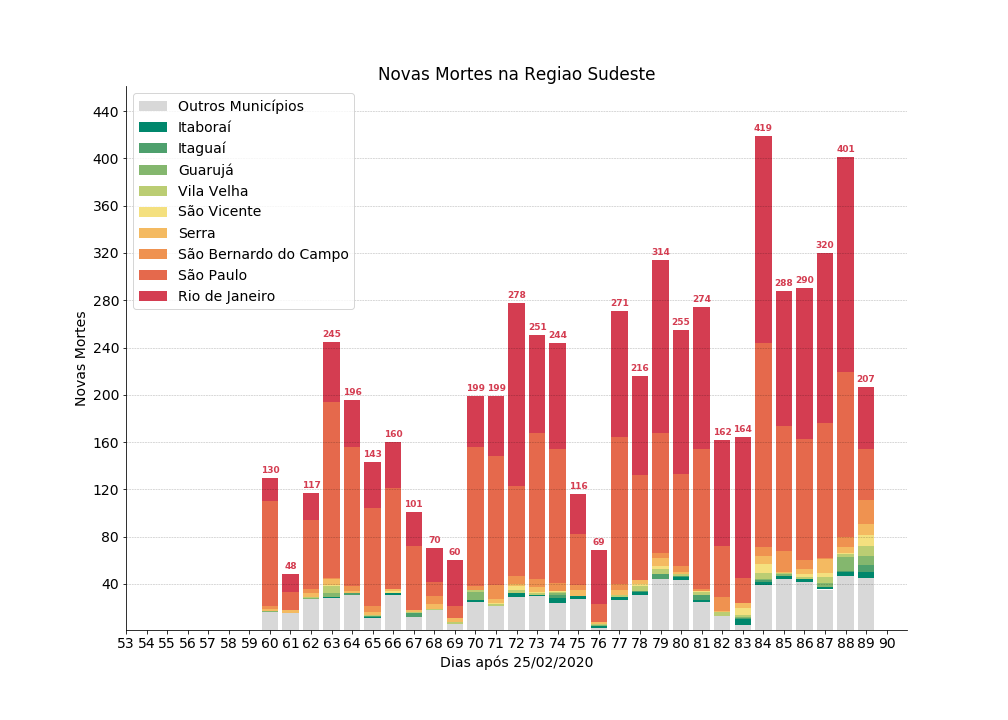 Novas Mortes na Regiao Sudeste
Novas Mortes
440
400
360
320
280
240
200
160
120
80
40
Outros Municípios
Itaboraí
Itaguaí
Guarujá
Vila Velha
São Vicente
Serra
São Bernardo do Campo
São Paulo
Rio de Janeiro
130 48 117 245 196 143 160 101 70 60 199 199 278 251 244 116 69 271 216 314 255 274 162 164 419 288 290 320 401 207
53 54 55 56 57 58 59 60 61 62 63 64 65 66 67 68 69 70 71 72 73 74 75 76 77 78 79 80 81 82 83 84 85 86 87 88 89 90
Dias após 25/02/2020